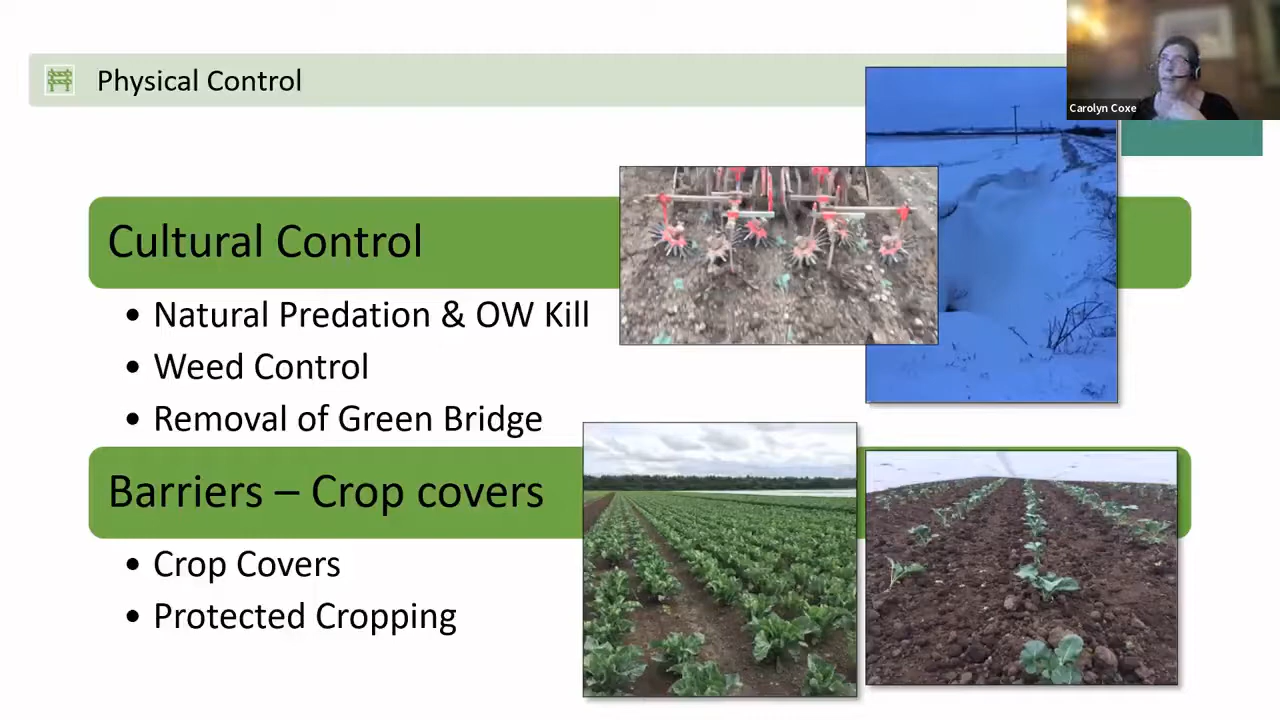 Physical Control
Carolyn Coxe
Cultural Control
• Natural Predation & OW Kill
• Weed Control
• Removal of Green Bridge
Barriers – Crop covers
• Crop Covers
• Protected Cropping